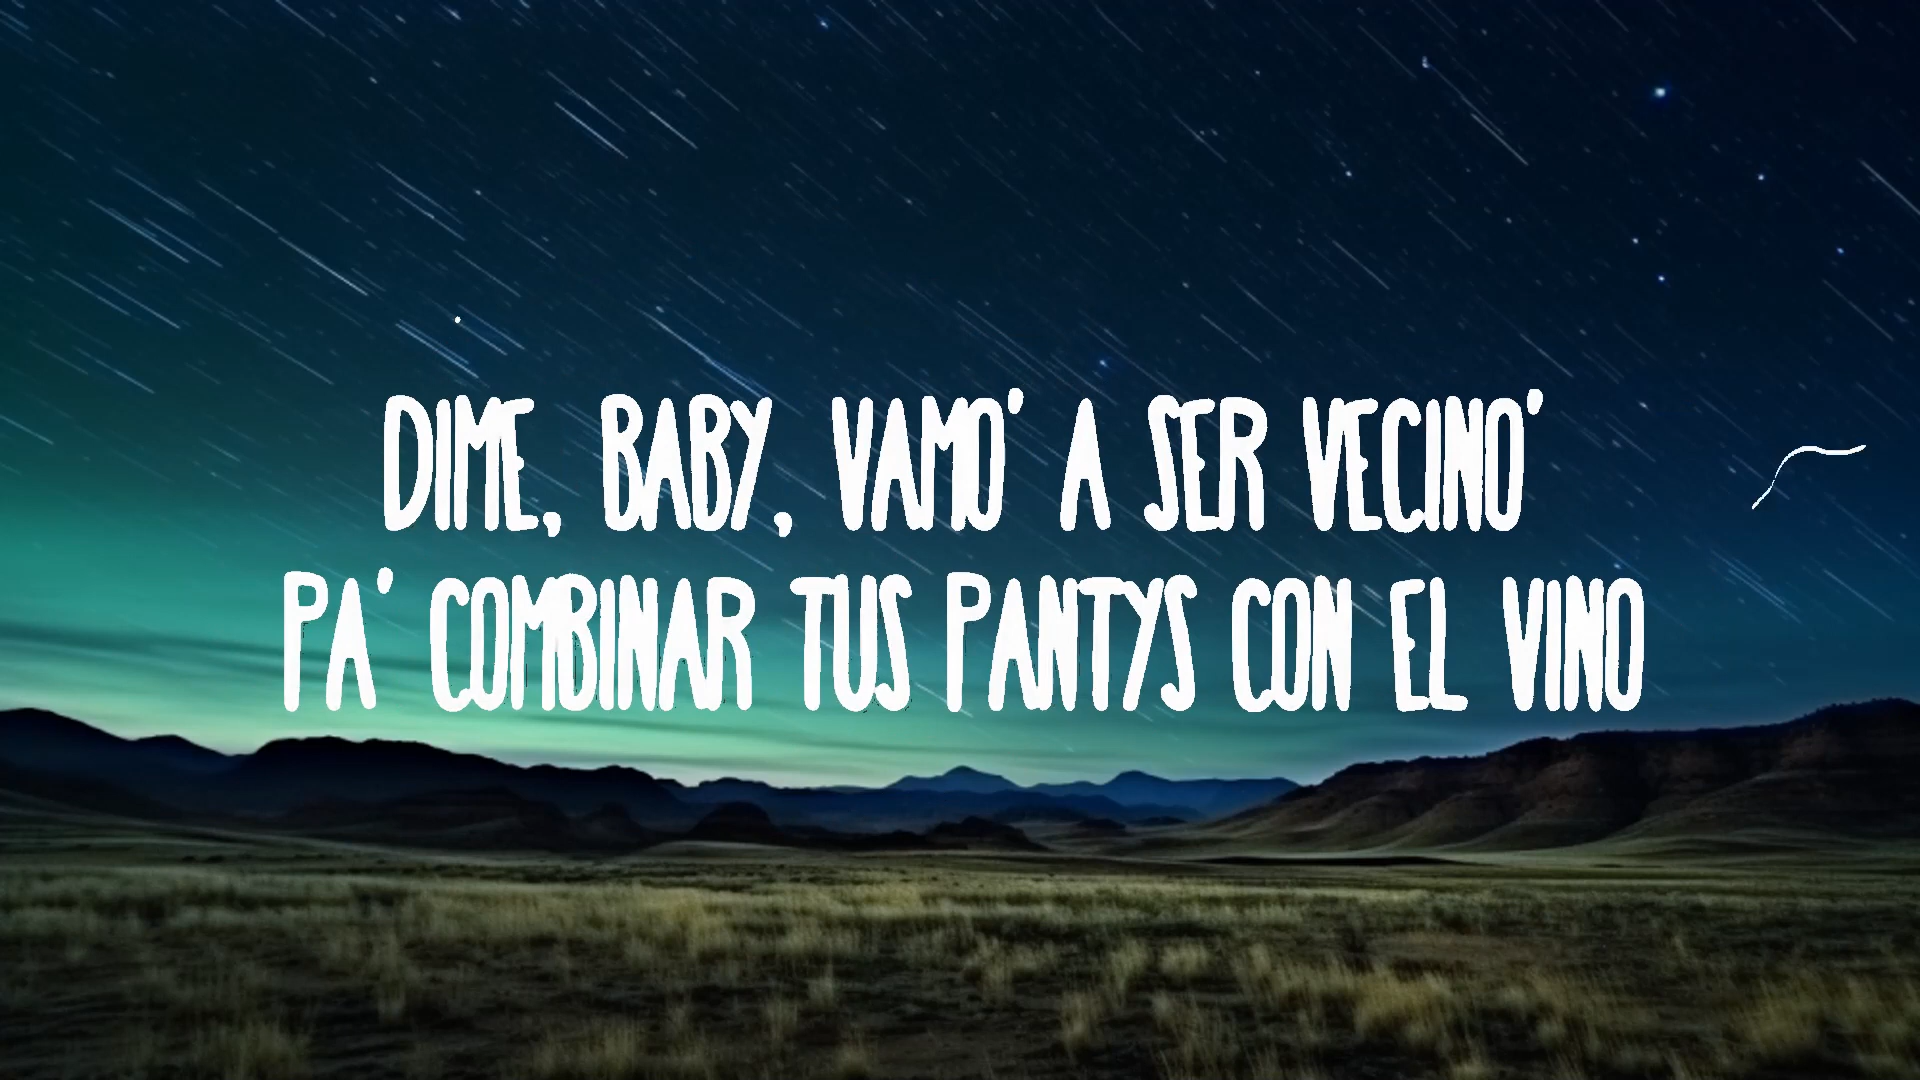 DIME, BABY, VAMO' A SER VECINO'
PA' COMBINAR TUS PANTYS CON EL VINO